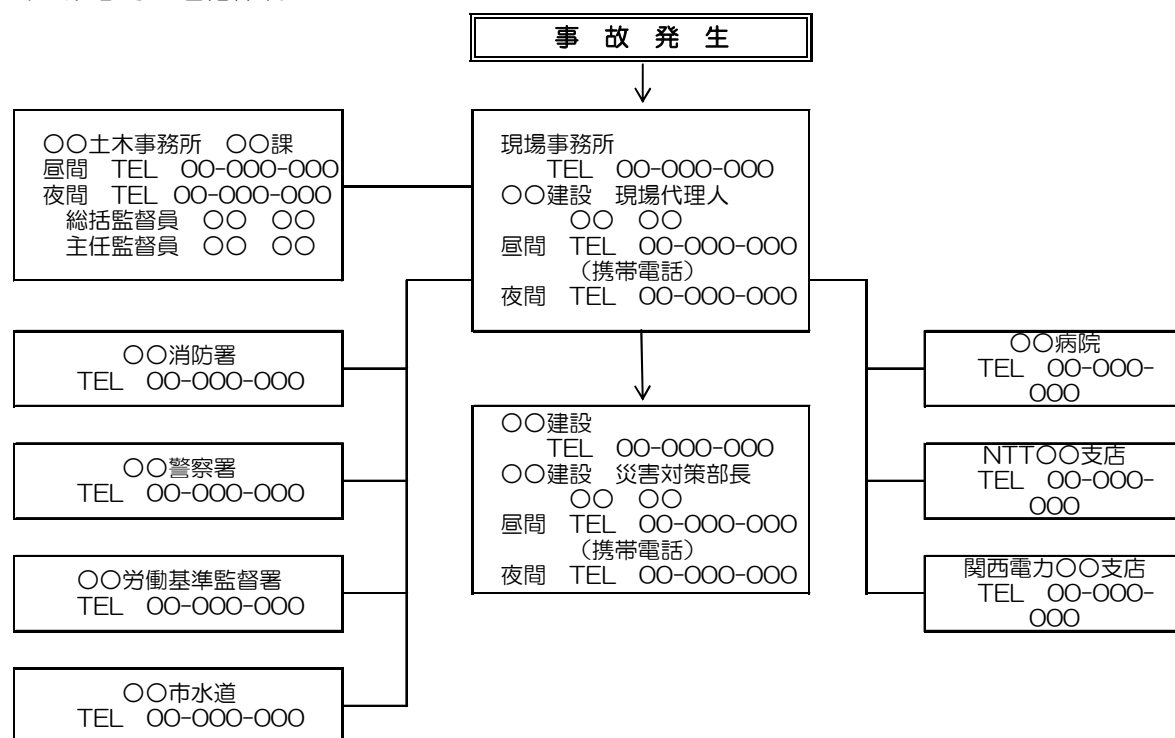 事 故 発 生
〇〇土木事務所 〇〇課
昼間 TEL 00-000-000
夜間 TEL 00-000-000
総括監督員 〇〇 〇〇
主任監督員 〇〇 〇〇
現場事務所
TEL 00-000-000
〇〇建設 現場代理人
〇〇 〇〇
昼間 TEL 00-000-000
（携帯電話）
夜間 TEL 00-000-000
〇〇消防署
TEL 00-000-000
〇〇警察署
TEL 00-000-000
〇〇労働基準監督署
TEL 00-000-000
〇〇市水道
TEL 00-000-000
〇〇建設
TEL 00-000-000
〇〇建設 災害対策部長
〇〇 〇〇
昼間 TEL 00-000-000
（携帯電話）
夜間 TEL 00-000-000
〇〇病院
TEL 00-000-
000
NTT〇〇支店
TEL 00-000-
000
関西電力〇〇支店
TEL 00-000-
000